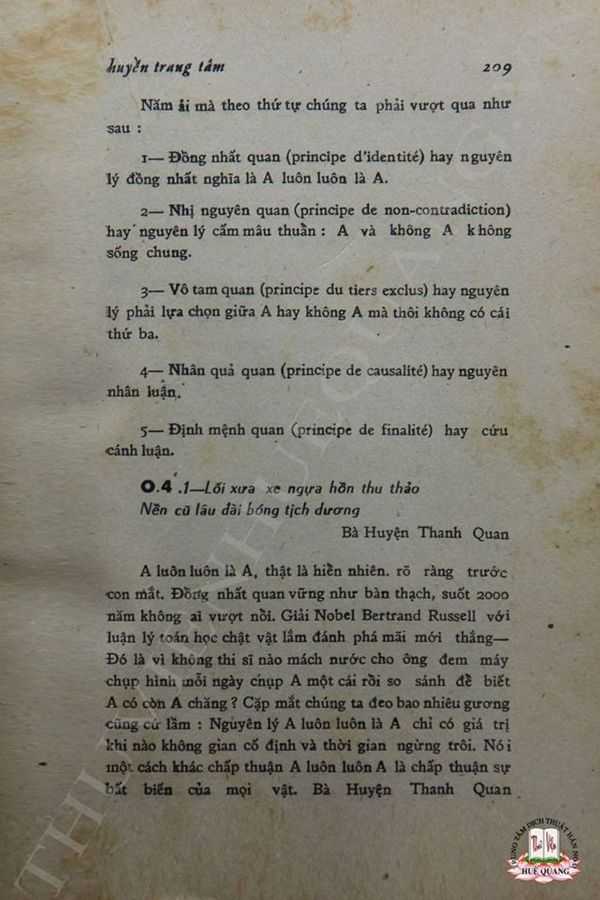 huyền trang tâm 209
Năm ải mà theo thứ tự chúng ta phải vượt qua như
sau :
1— Đồng nhất quan (principe d'identité) hay nguyên
lý đồng nhất nghĩa là A luôn luôn là A.
2— Nhị nguyên quan (principe de non-contradiction)
hay nguyên lý cấm mâu thuẫn : A và không A không
sống chung.
3— Vô tam quan (principe du tiers exclus) hay nguyên
lý phải lựa chọn giữa A hay không A mà thôi không có cái
thứ ba.
4— Nhân quả quan (principe de causalité) hay nguyên
nhân luận.
5— Định mệnh quan (principe de finalité) hay cứu
cánh luận.
O.4 .1—Lối xưa xe ngựa hồn thu thảo
Nền cũ lâu đài bóng tịch dương
Bà Huyện Thanh Quan
A luôn luôn là A, thật là hiền nhiên. rõ ràng trước
con mắt. Đồng nhất quan vững như bàn thạch, suốt 2000
năm không ai vượt nồi. Giải Nobel Bertrand Russell với
luận lý toán học chật vật lắm đánh phá mãi mới thắng—
Đó là vì không thi sĩ nào mách nước cho ông đem máy
chụp hình mỗi ngày chụp A một cái rồi so sánh đề biết
A có còn A chăng ? Cặp mắt chúng ta đeo bao nhiêu gương
cũng cứ lầm : Nguyên lý A luôn luôn là A chỉ có giá trị
khi nào không gian cố định và thời gian ngừng trôi. Nói
một cách khác chấp thuận A luôn luôn A là chấp thuận sự
bất biến của mọi vật. Bà Huyện Thanh Quan
TRUNG TÂM DỊCH THUẬT HÁN NÔM
HUỆ QUANG